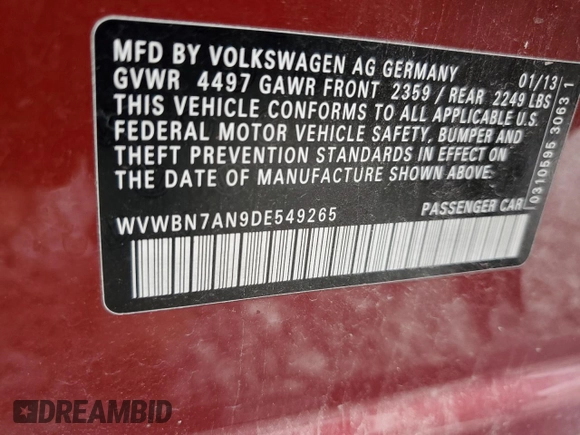 MFD BY VOLKSWAGEN AG GERMANY 01/13
GVWR 4497 GAWR FRONT 2359 / REAR 2249 LBS
THIS VEHICLE CONFORMS TO ALL APPLICABLE U.S.
FEDERAL MOTOR VEHICLE SAFETY, BUMPER AND
THEFT PREVENTION STANDARDS IN EFFECT ON
THE DATE OF MANUFACTURE SHOWN ABOVE.
WVWBN7AN9DE549265 PASSENGER CAR
0310595 3063 1
DREAMBID